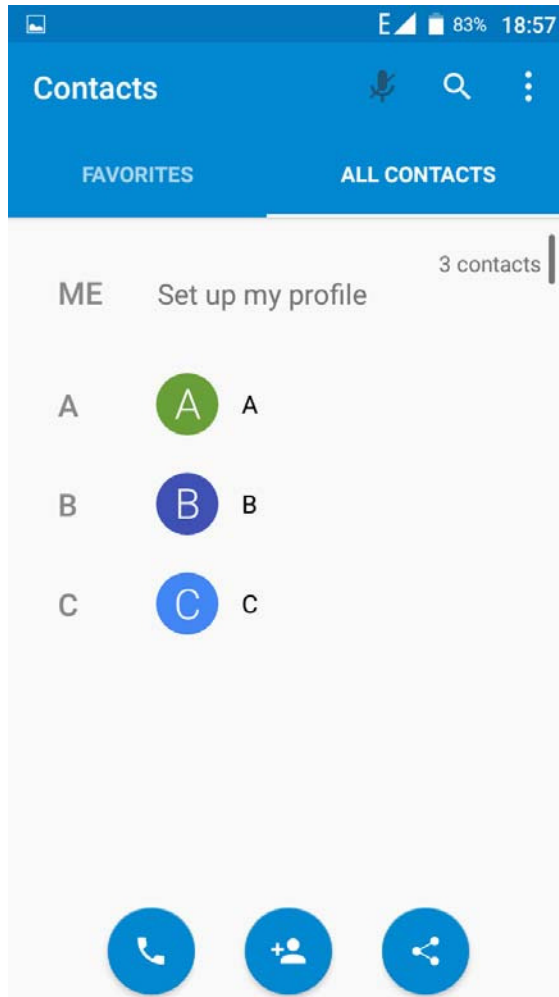 E 83% 18:57
Contacts
FAVORITES ALL CONTACTS
3 contacts
ME Set up my profile
A A A
B B B
C C C